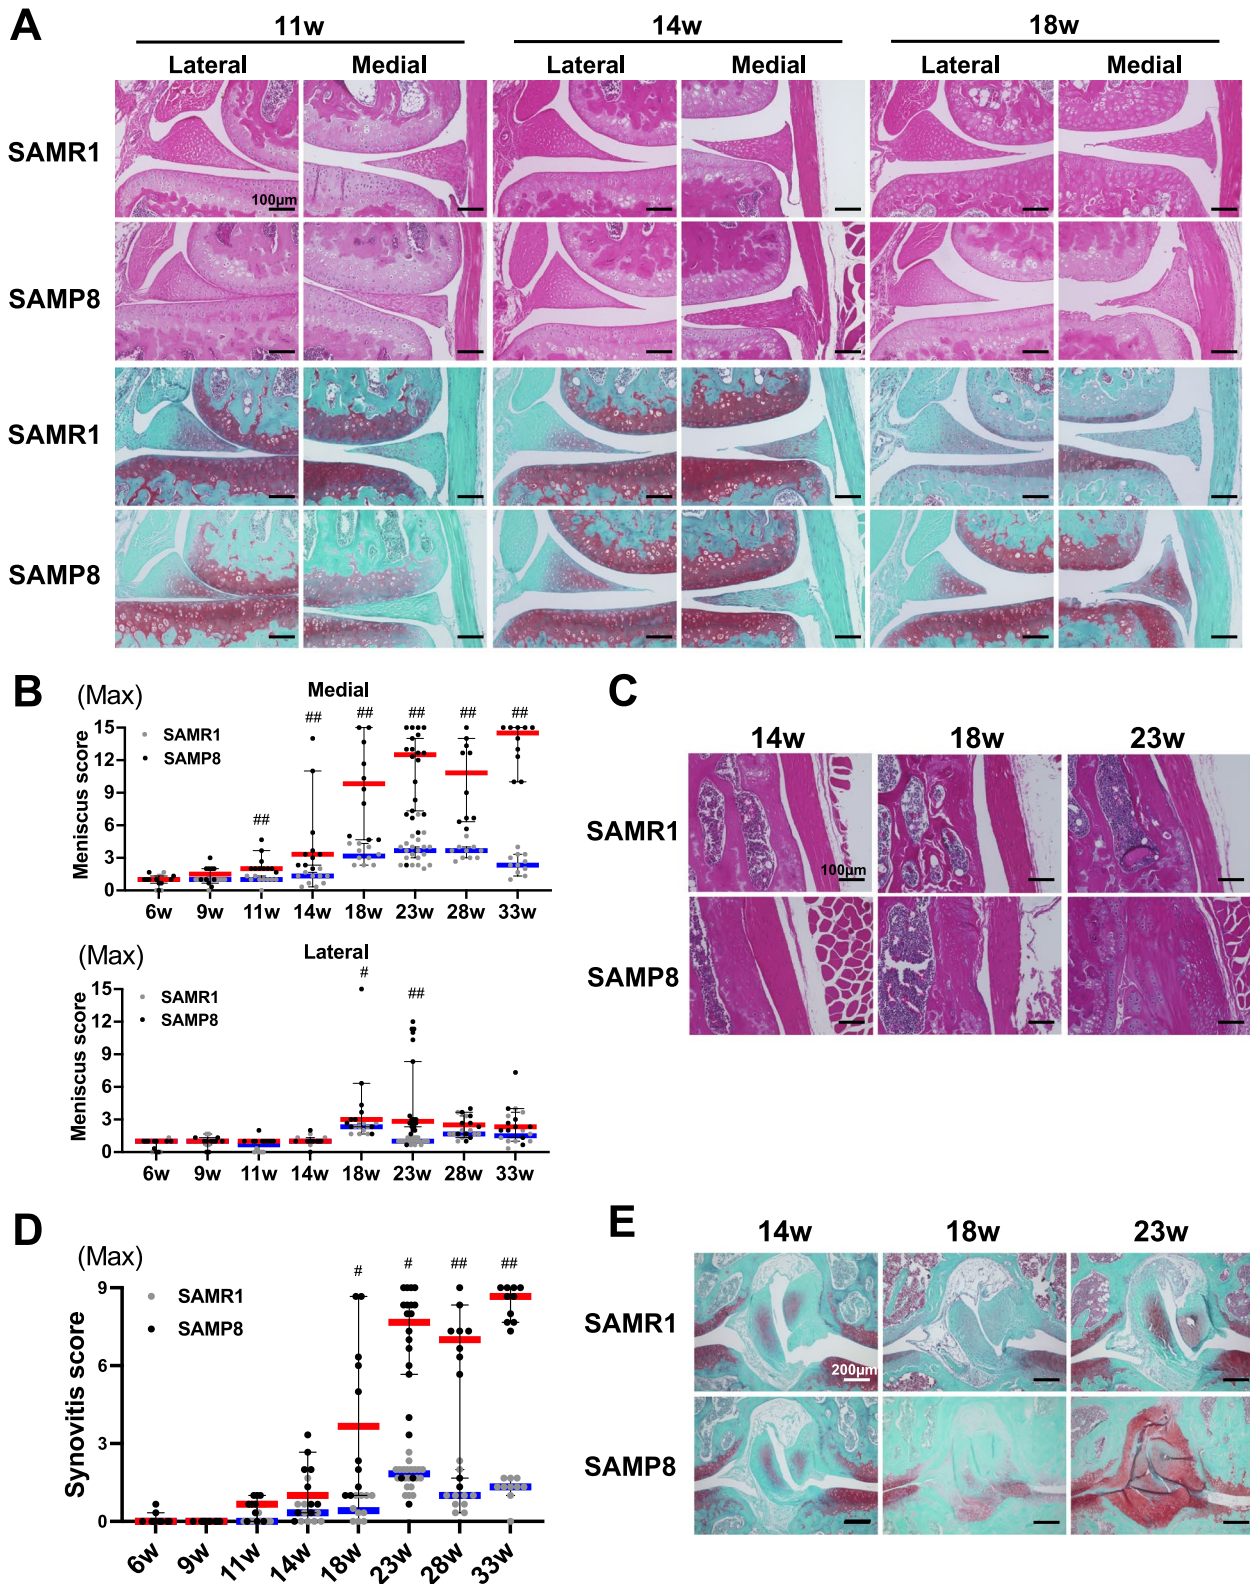 A
11w 14w 18w
Lateral Medial Lateral Medial Lateral Medial
SAMR1
100μm
SAMP8
SAMR1
SAMP8
B
(Max)
Medial
## ## ## ## ## ##
SAMR1
SAMP8
Meniscus score
15
12
9
6
3
0
6w 9w 11w 14w 18w 23w 28w 33w
(Max)
Lateral
# ##
SAMR1
SAMP8
Meniscus score
15
12
9
6
3
0
6w 9w 11w 14w 18w 23w 28w 33w
C
14w 18w 23w
SAMR1
100μm
SAMP8
D
(Max)
# # ## ##
SAMR1
SAMP8
Synovitis score
9
6
3
0
6w 9w 11w 14w 18w 23w 28w 33w
E
14w 18w 23w
SAMR1
200μm
SAMP8